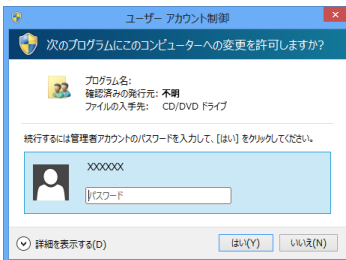 ユーザー アカウント制御
次のプログラムにこのコンピューターへの変更を許可しますか?
プログラム名:
確認済みの発行元: 不明
ファイルの入手先: CD/DVD ドライブ
続行するには管理者アカウントのパスワードを入力して、[はい] をクリックしてください。
XXXXXX
パスワード
詳細を表示する(D)
はい(Y)
いいえ(N)